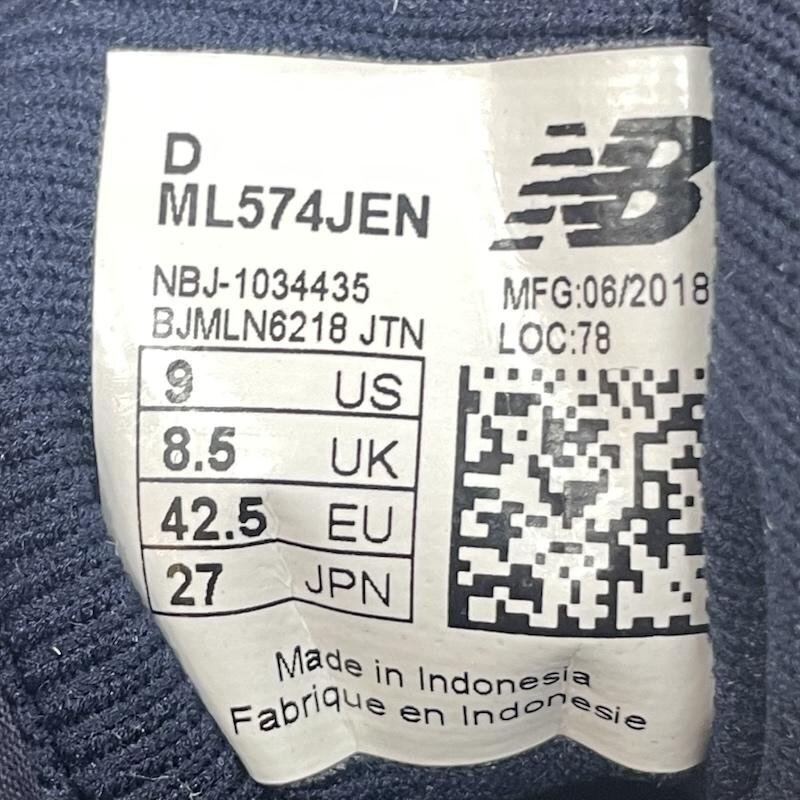 D
ML574JEN
NB
NBJ-1034435
BJMLN6218 JTN
MFG:06/2018
LOC:78
9 US
8.5 UK
42.5 EU
27 JPN
Made in Indonesia
Fabrique en Indonesie